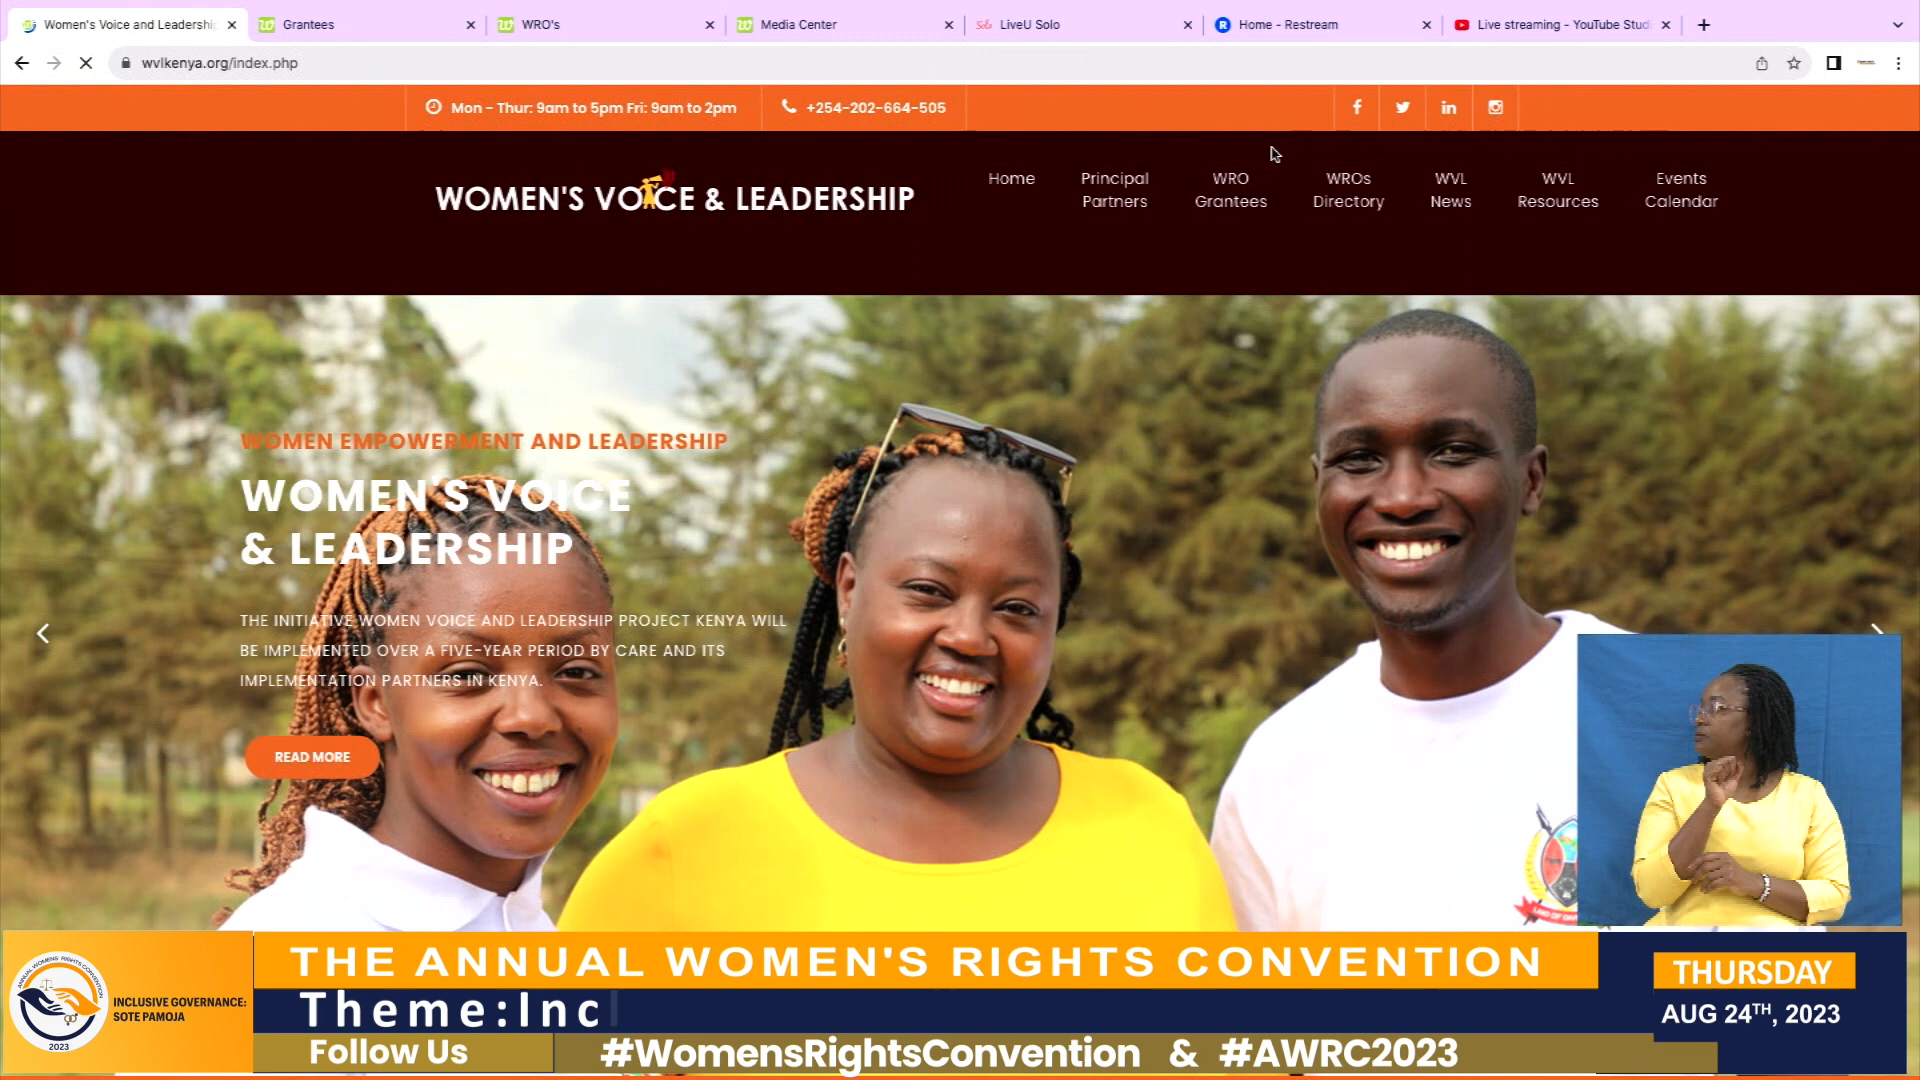 Women's Voice and Leadership
Grantees
WRO's
Media Center
LiveU Solo
Home - Restream
Live streaming - YouTube Stud
wvlkenya.org/index.php
Mon - Thur: 9am to 5pm Fri: 9am to 2pm
+254-202-664-505
WOMEN'S VOICE & LEADERSHIP
Home
Principal Partners
WRO Grantees
WROs Directory
WVL News
WVL Resources
Events Calendar
WOMEN EMPOWERMENT AND LEADERSHIP
WOMEN'S VOICE
& LEADERSHIP
THE INITIATIVE WOMEN VOICE AND LEADERSHIP PROJECT KENYA WILL
BE IMPLEMENTED OVER A FIVE-YEAR PERIOD BY CARE AND ITS
IMPLEMENTATION PARTNERS IN KENYA.
READ MORE
ANNUAL WOMENS RIGHTS CONVENTION
2023
INCLUSIVE GOVERNANCE:
SOTE PAMOJA
THE ANNUAL WOMEN'S RIGHTS CONVENTION
Theme:Inc
Follow Us
#WomensRightsConvention & #AWRC2023
THURSDAY
AUG 24TH, 2023